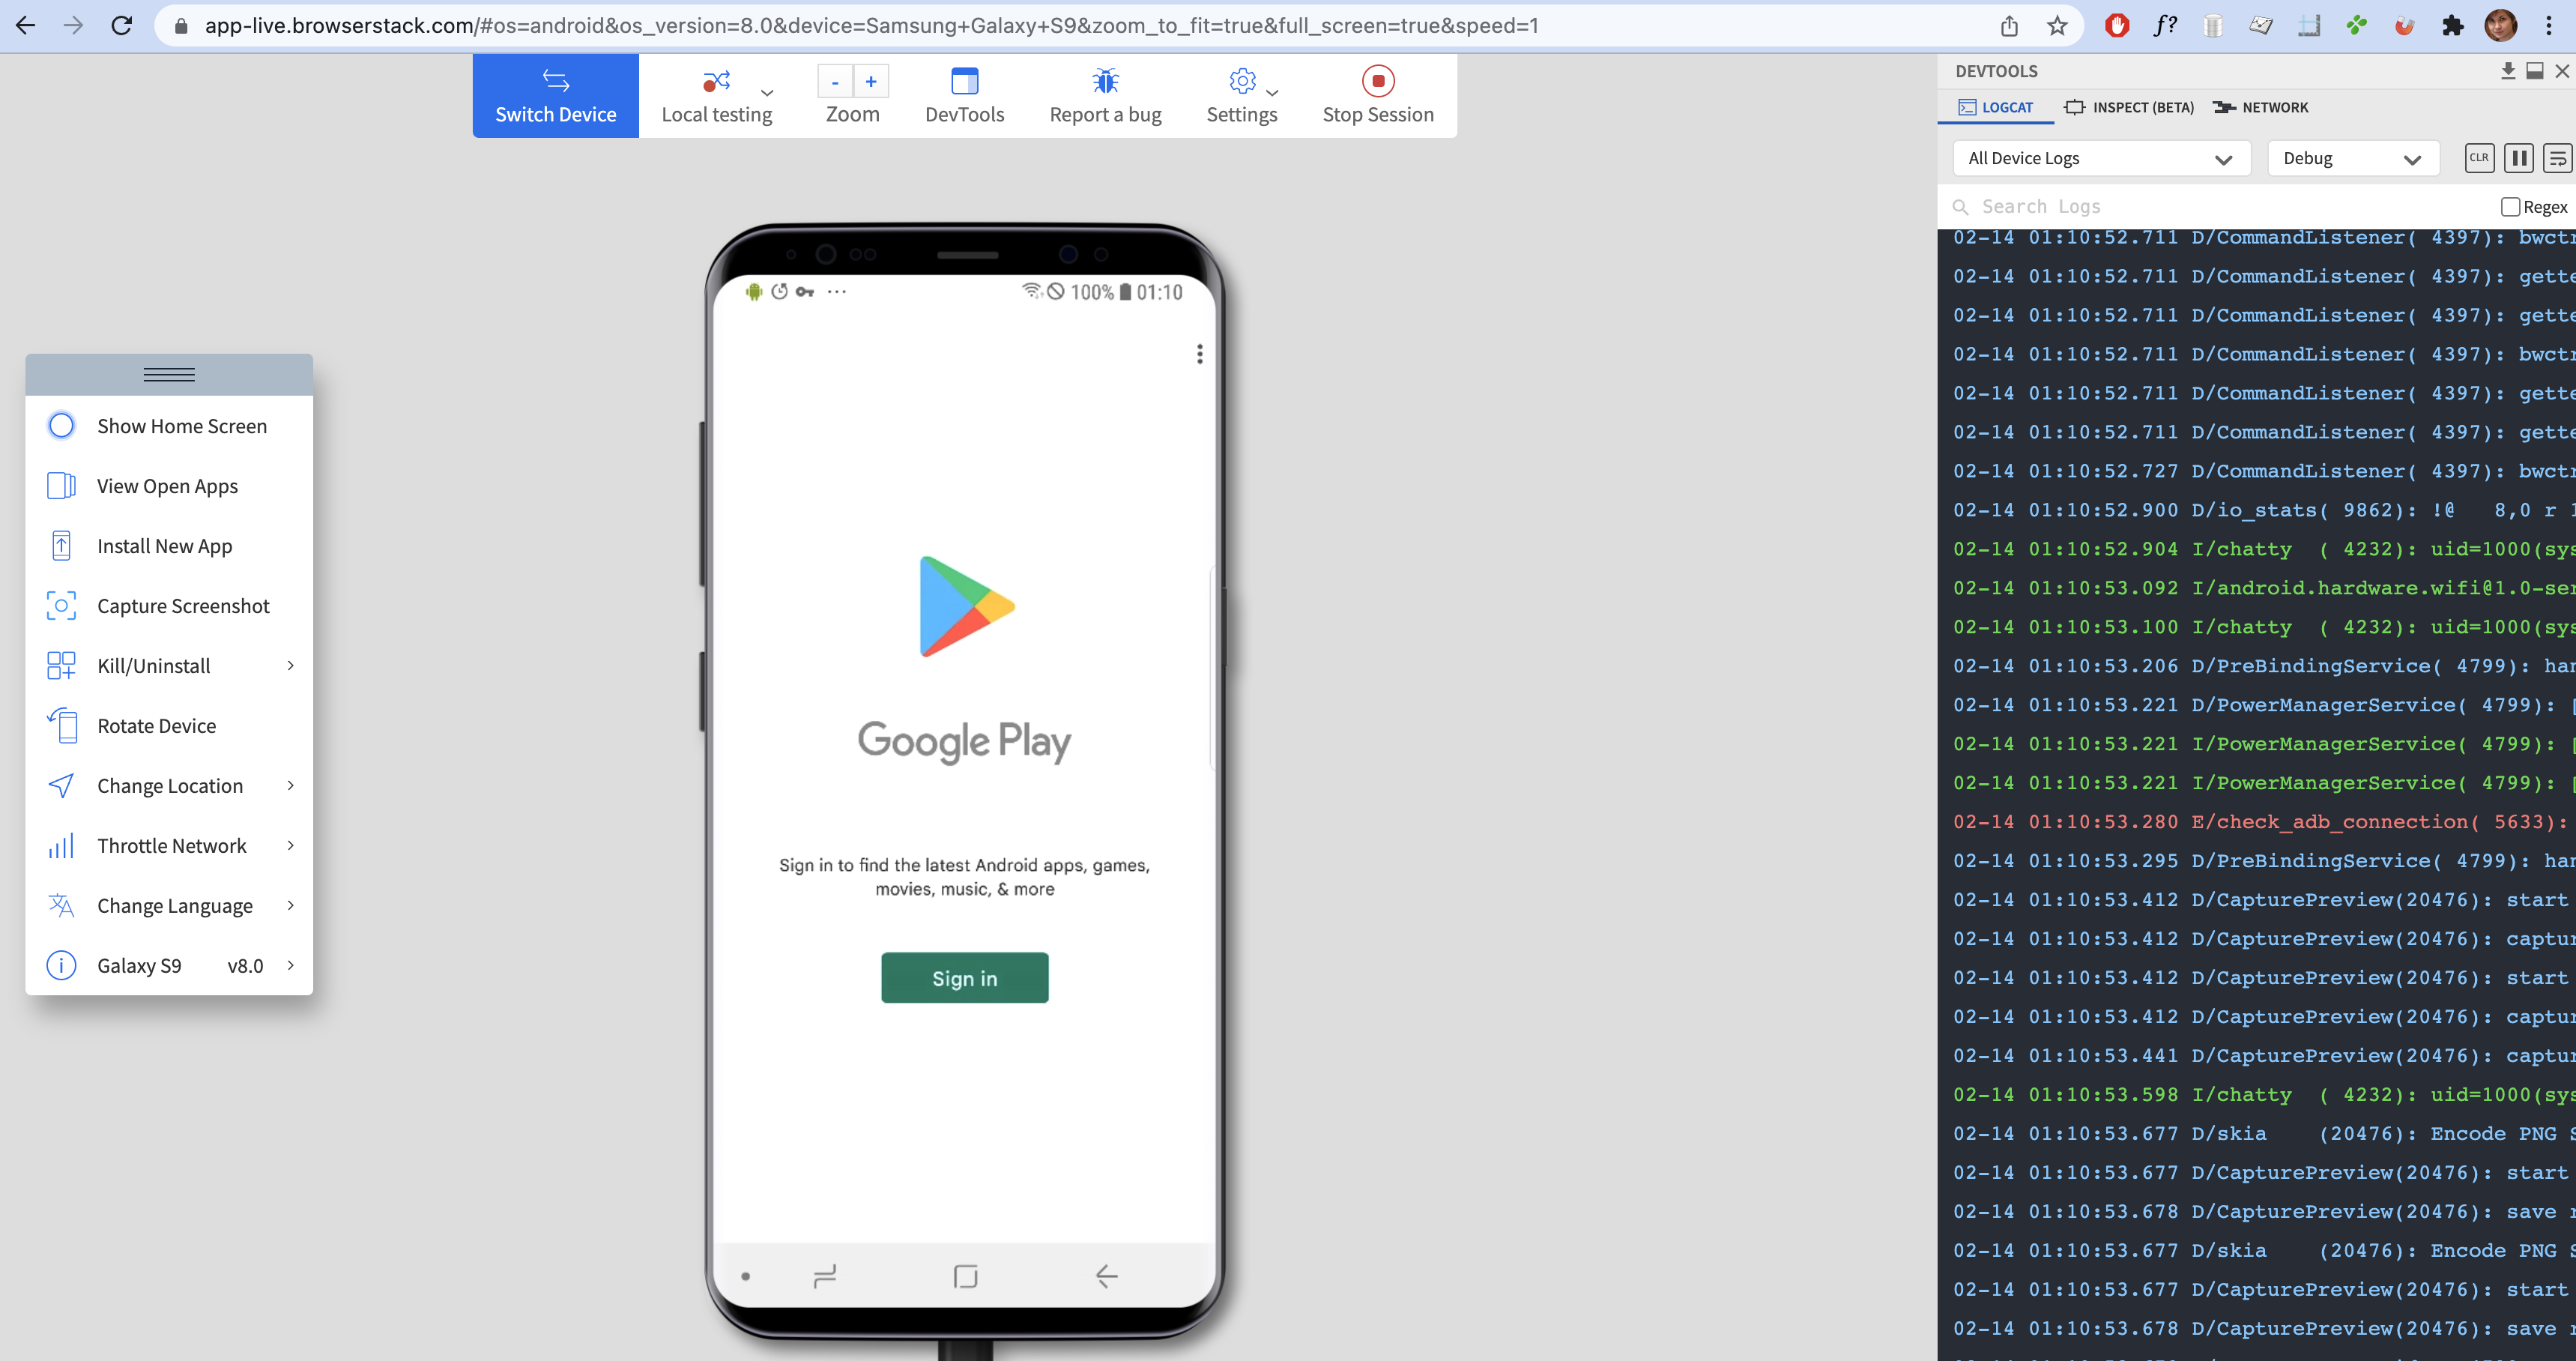 app-live.browserstack.com/#os=android&os_version=8.0&device=Samsung+Galaxy+S9&zoom_to_fit=true&full_screen=true&speed=1
f?
Switch Device
Local testing
- +
Zoom
DevTools
Report a bug
Settings
Stop Session
Show Home Screen
View Open Apps
Install New App
Capture Screenshot
Kill/Uninstall
Rotate Device
Change Location
Throttle Network
Change Language
Galaxy S9 v8.0
100% 01:10
Google Play
Sign in to find the latest Android apps, games,
movies, music, & more
Sign in
DEVTOOLS
LOGCAT INSPECT (BETA) NETWORK
All Device Logs Debug CLR
Search Logs Regex
02-14 01:10:52.711 D/CommandListener( 4397): bwctr
02-14 01:10:52.711 D/CommandListener( 4397): gette
02-14 01:10:52.711 D/CommandListener( 4397): gette
02-14 01:10:52.711 D/CommandListener( 4397): bwctr
02-14 01:10:52.711 D/CommandListener( 4397): gette
02-14 01:10:52.711 D/CommandListener( 4397): gette
02-14 01:10:52.727 D/CommandListener( 4397): bwctr
02-14 01:10:52.900 D/io_stats( 9862): !@ 8,0 r 1
02-14 01:10:52.904 I/chatty ( 4232): uid=1000(sys
02-14 01:10:53.092 I/android.hardware.wifi@1.0-ser
02-14 01:10:53.100 I/chatty ( 4232): uid=1000(sys
02-14 01:10:53.206 D/PreBindingService( 4799): han
02-14 01:10:53.221 D/PowerManagerService( 4799): [
02-14 01:10:53.221 I/PowerManagerService( 4799): [
02-14 01:10:53.221 I/PowerManagerService( 4799): [
02-14 01:10:53.280 E/check_adb_connection( 5633):
02-14 01:10:53.295 D/PreBindingService( 4799): han
02-14 01:10:53.412 D/CapturePreview(20476): start
02-14 01:10:53.412 D/CapturePreview(20476): captur
02-14 01:10:53.412 D/CapturePreview(20476): start
02-14 01:10:53.412 D/CapturePreview(20476): captur
02-14 01:10:53.441 D/CapturePreview(20476): captur
02-14 01:10:53.598 I/chatty ( 4232): uid=1000(sys
02-14 01:10:53.677 D/skia (20476): Encode PNG S
02-14 01:10:53.677 D/CapturePreview(20476): start
02-14 01:10:53.678 D/CapturePreview(20476): save r
02-14 01:10:53.677 D/skia (20476): Encode PNG S
02-14 01:10:53.677 D/CapturePreview(20476): start
02-14 01:10:53.678 D/CapturePreview(20476): save r